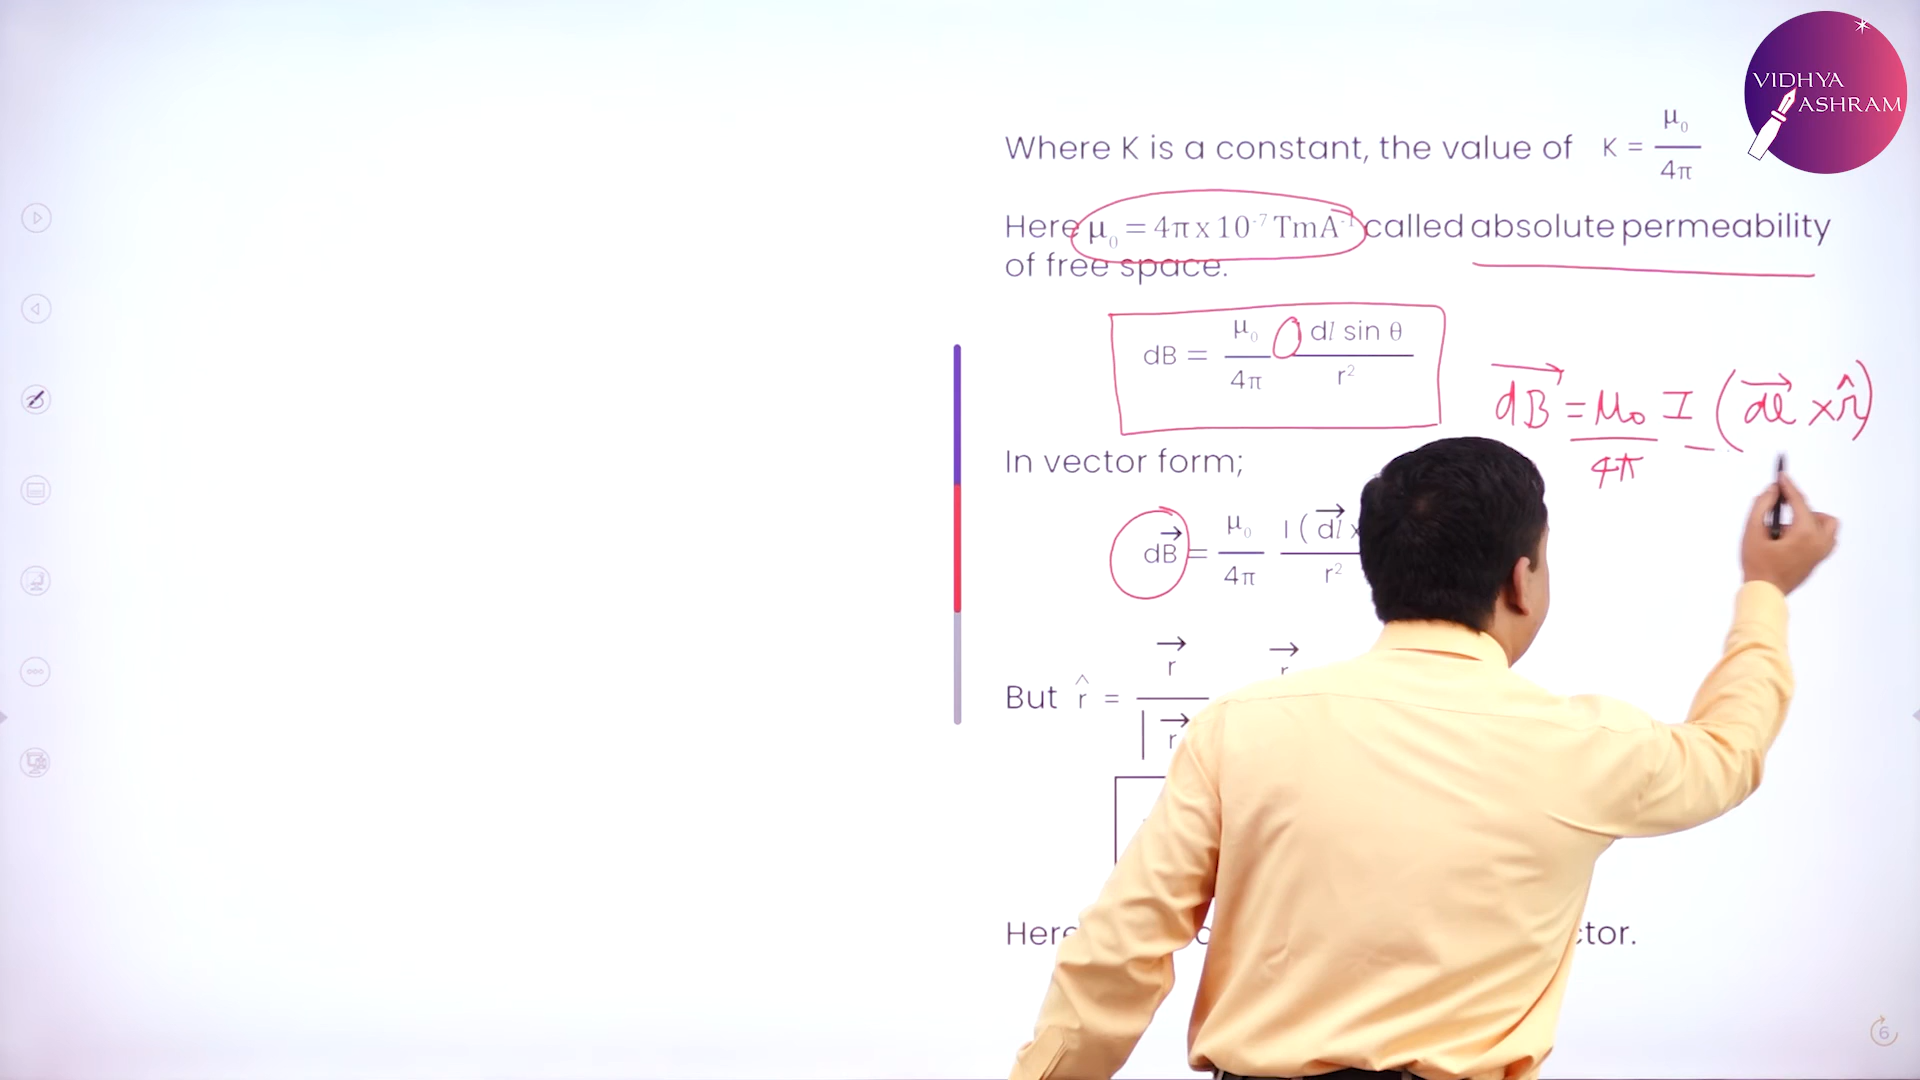 VIDHYA
ASHRAM
Where K is a constant, the value of K = μ₀/4π
Here μ₀ = 4π x 10⁻⁷ TmA⁻¹ called absolute permeability
of free space.
dB = μ₀/4π dl sin θ/r²
dB⃗ = μ₀/4π I (dl⃗ × r̂)
In vector form;
dB⃗ = μ₀/4π I ( dl⃗ x/r²
But r̂ = r⃗/|r⃗ r⃗
Here ctor.
6